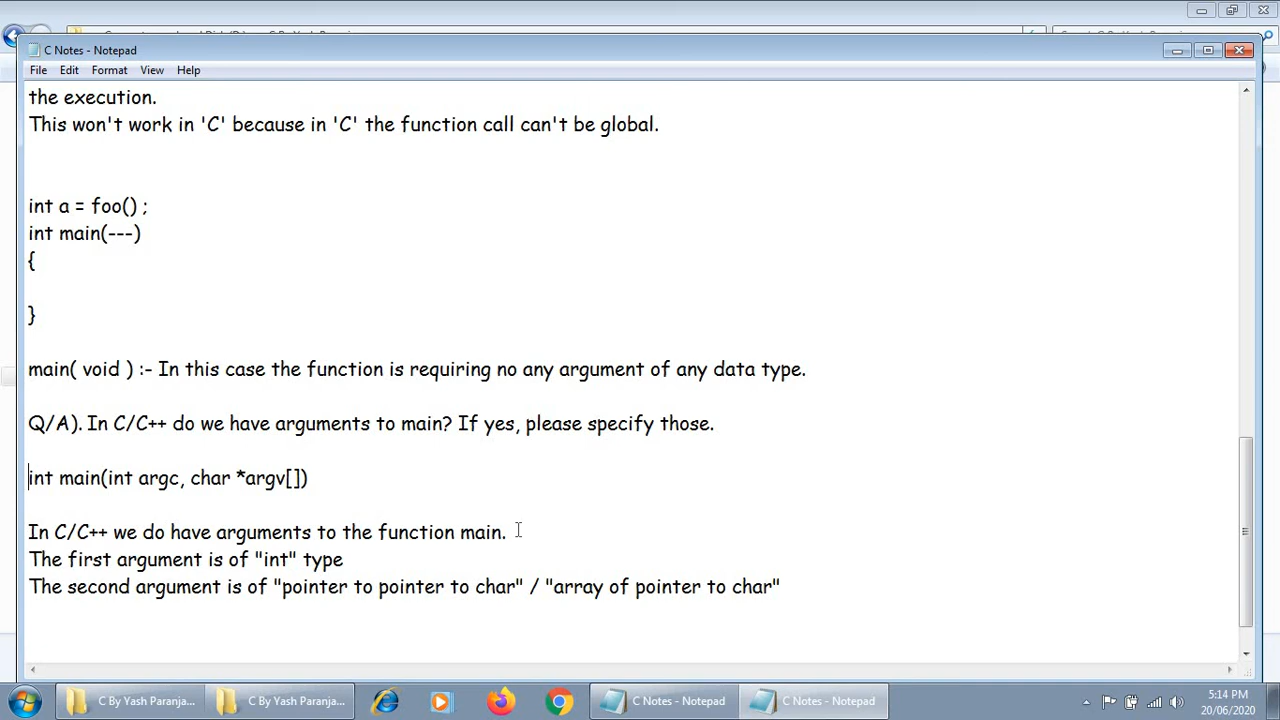 C Notes - Notepad
File Edit Format View Help
the execution.
This won't work in 'C' because in 'C' the function call can't be global.
int a = foo() ;
int main(---)
{
}
main( void ) :- In this case the function is requiring no any argument of any data type.
Q/A). In C/C++ do we have arguments to main? If yes, please specify those.
int main(int argc, char *argv[])
In C/C++ we do have arguments to the function main.
The first argument is of "int" type
The second argument is of "pointer to pointer to char" / "array of pointer to char"
C By Yash Paranja... C By Yash Paranja... C Notes - Notepad C Notes - Notepad
5:14 PM
20/06/2020